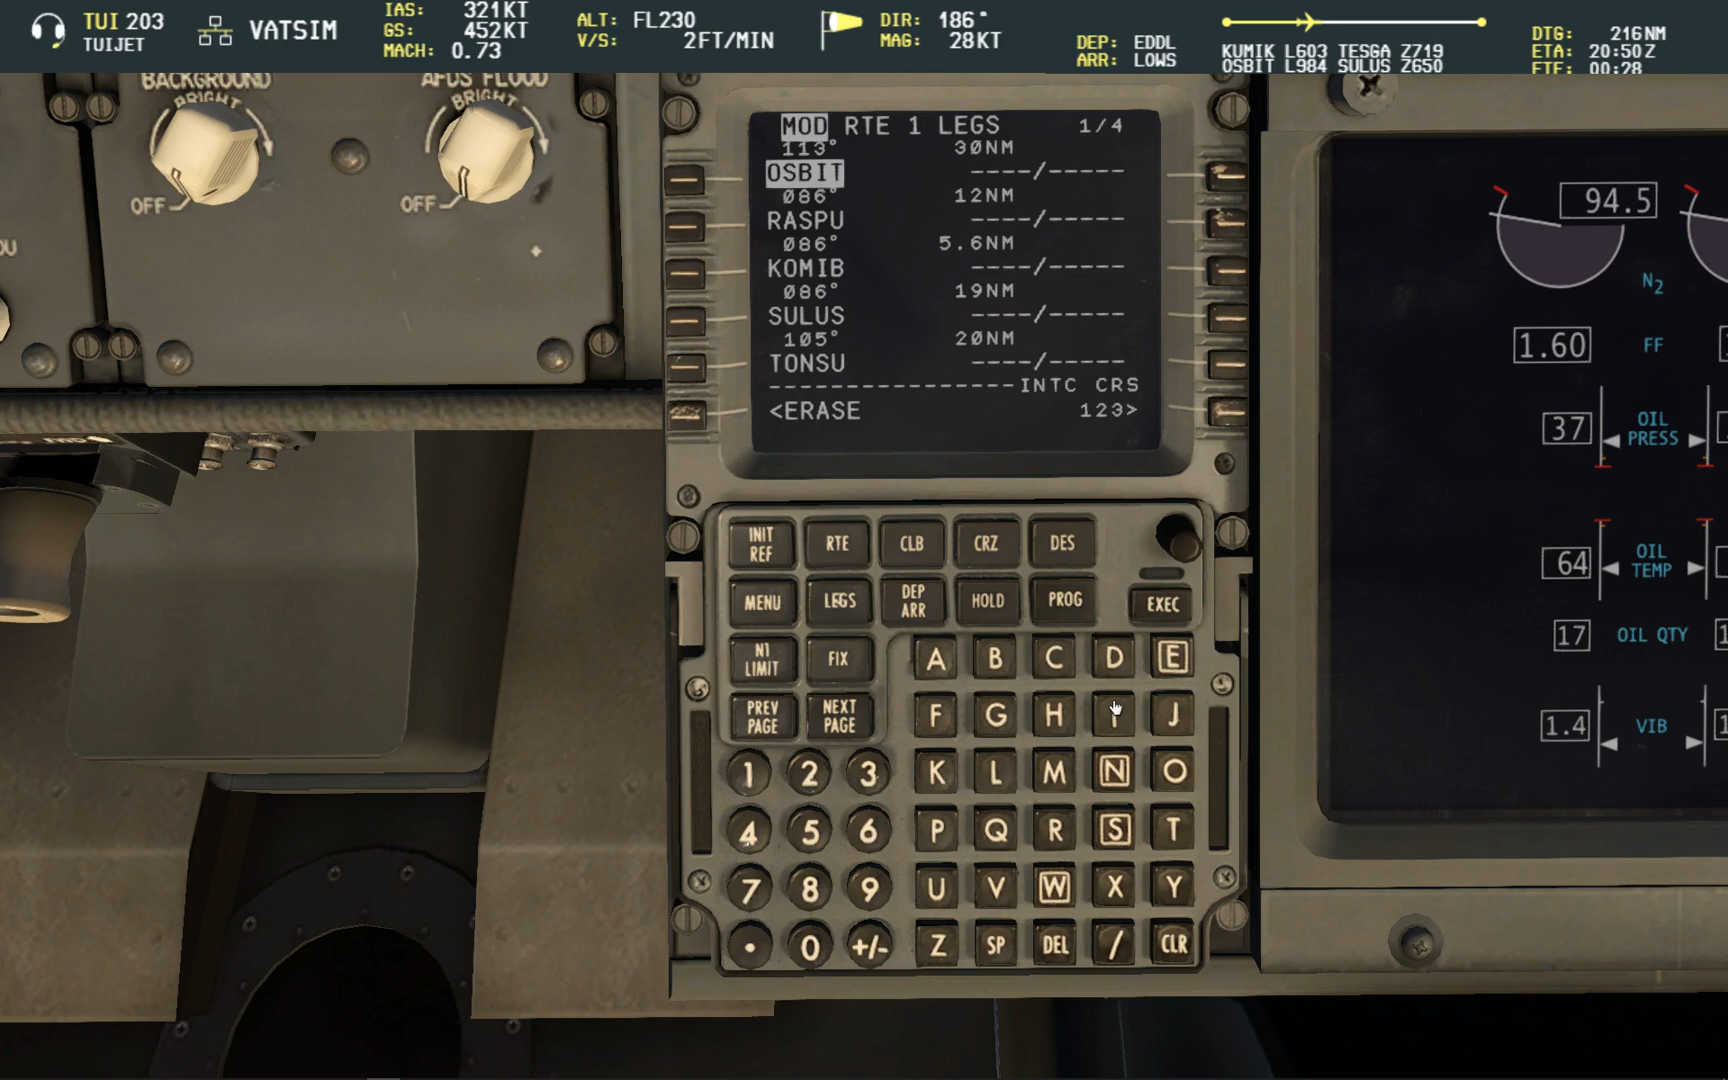 TUI 203
TUIJET
VATSIM
IAS: 321KT
GS: 452KT
MACH: 0.73
ALT: FL230
V/S: 2FT/MIN
DIR: 186°
MAG: 28KT
DEP: EDDL
ARR: LOWS
KUMIK L603 TESGA Z719
OSBIT L984 SULUS Z650
DTG: 216NM
ETA: 20:50Z
ETE: 00:28
BACKGROUND
BRIGHT
OFF
AFDS FLOOD
BRIGHT
OFF
MOD RTE 1 LEGS 1/4
113° 30NM
OSBIT ----/-----
086° 12NM
RASPU ----/-----
086° 5.6NM
KOMIB ----/-----
086° 19NM
SULUS ----/-----
105° 20NM
TONSU ----/-----
----------------INTC CRS
<ERASE 123>
INIT REF
RTE
CLB
CRZ
DES
MENU
LEGS
DEP ARR
HOLD
PROG
EXEC
N1 LIMIT
FIX
A B C D E
PREV PAGE
NEXT PAGE
F G H I J
1 2 3 K L M N O
4 5 6 P Q R S T
7 8 9 U V W X Y
. 0 +/- Z SP DEL / CLR
94.5
N2
1.60 FF
37 OIL PRESS
64 OIL TEMP
17 OIL QTY
1.4 VIB